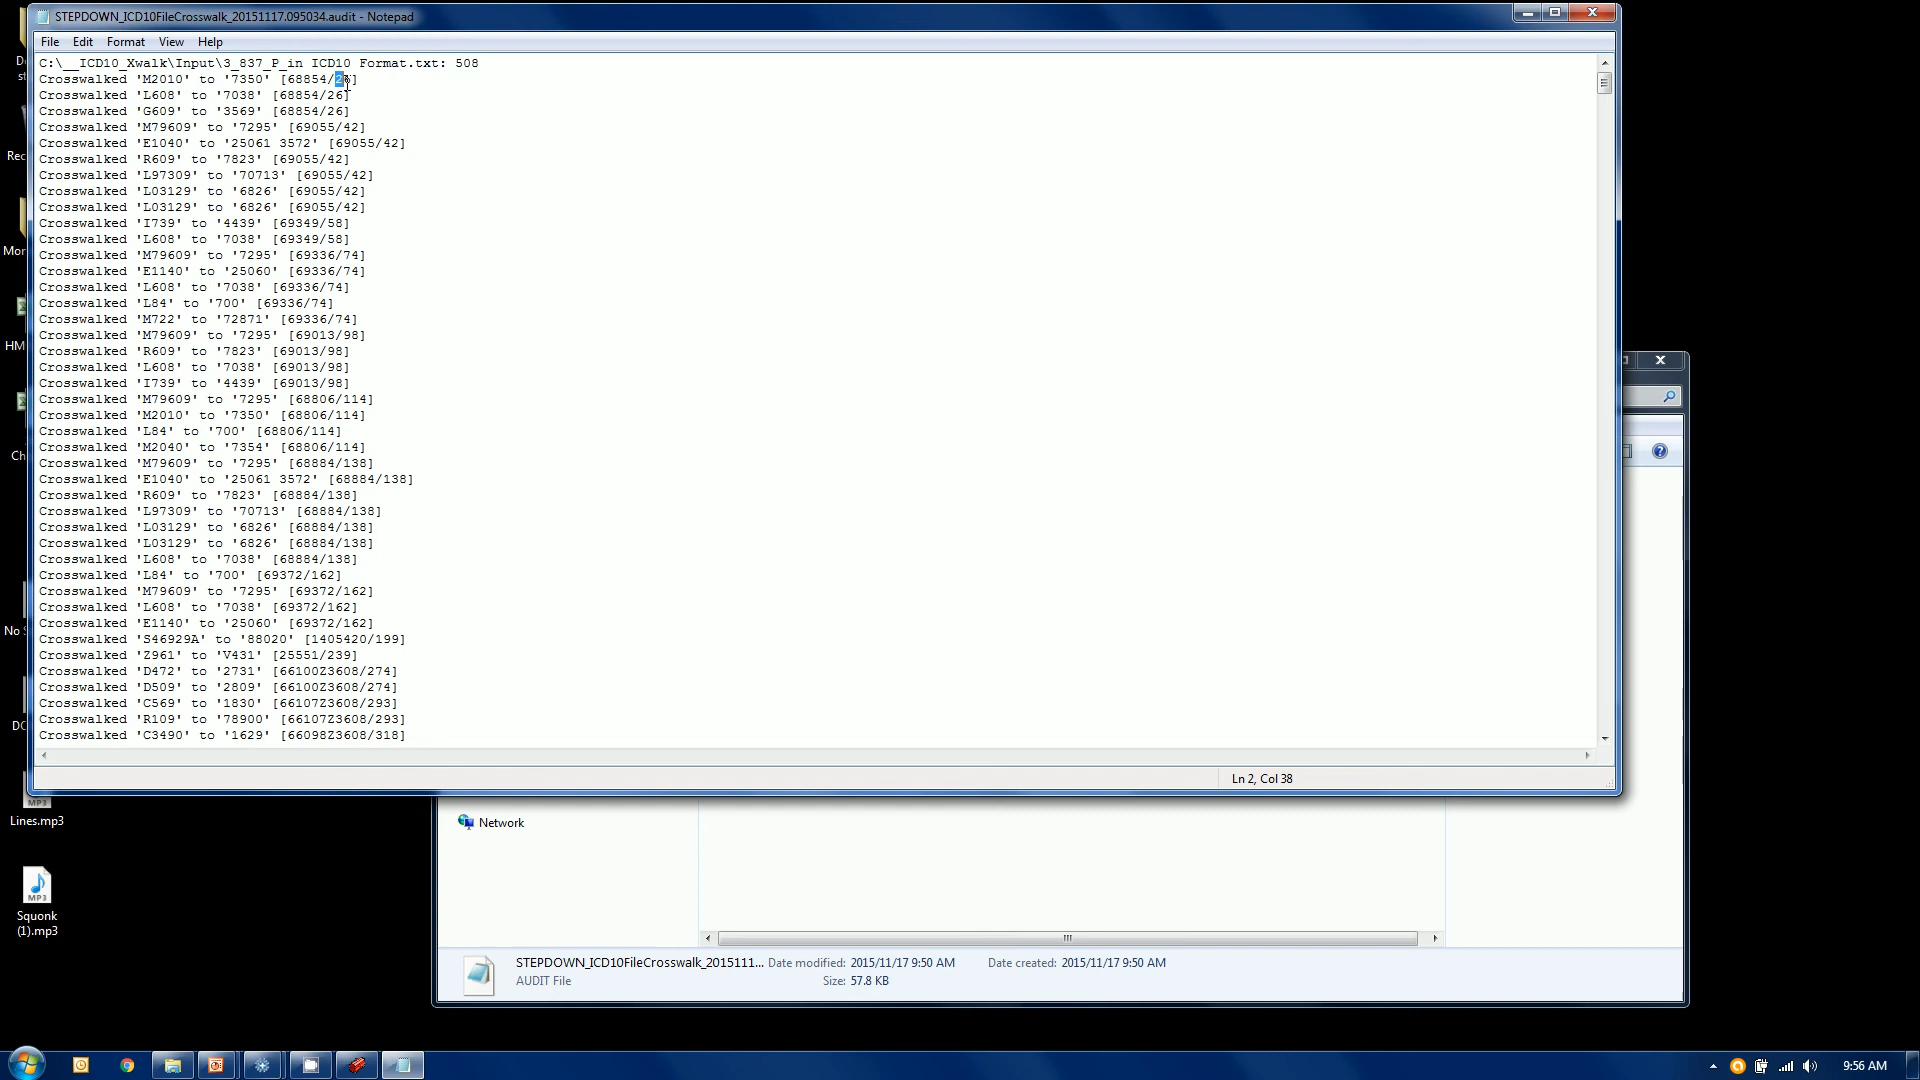 STEPDOWN_ICD10FileCrosswalk_20151117.095034.audit - Notepad
File Edit Format View Help
C:\__ICD10_Xwalk\Input\3_837_P_in ICD10 Format.txt: 508
Crosswalked 'M2010' to '7350' [68854/26]
Crosswalked 'L608' to '7038' [68854/26]
Crosswalked 'G609' to '3569' [68854/26]
Crosswalked 'M79609' to '7295' [69055/42]
Crosswalked 'E1040' to '25061 3572' [69055/42]
Crosswalked 'R609' to '7823' [69055/42]
Crosswalked 'L97309' to '70713' [69055/42]
Crosswalked 'L03129' to '6826' [69055/42]
Crosswalked 'L03129' to '6826' [69055/42]
Crosswalked 'I739' to '4439' [69349/58]
Crosswalked 'L608' to '7038' [69349/58]
Crosswalked 'M79609' to '7295' [69336/74]
Crosswalked 'E1140' to '25060' [69336/74]
Crosswalked 'L608' to '7038' [69336/74]
Crosswalked 'L84' to '700' [69336/74]
Crosswalked 'M722' to '72871' [69336/74]
Crosswalked 'M79609' to '7295' [69013/98]
Crosswalked 'R609' to '7823' [69013/98]
Crosswalked 'L608' to '7038' [69013/98]
Crosswalked 'I739' to '4439' [69013/98]
Crosswalked 'M79609' to '7295' [68806/114]
Crosswalked 'M2010' to '7350' [68806/114]
Crosswalked 'L84' to '700' [68806/114]
Crosswalked 'M2040' to '7354' [68806/114]
Crosswalked 'M79609' to '7295' [68884/138]
Crosswalked 'E1040' to '25061 3572' [68884/138]
Crosswalked 'R609' to '7823' [68884/138]
Crosswalked 'L97309' to '70713' [68884/138]
Crosswalked 'L03129' to '6826' [68884/138]
Crosswalked 'L03129' to '6826' [68884/138]
Crosswalked 'L608' to '7038' [68884/138]
Crosswalked 'L84' to '700' [69372/162]
Crosswalked 'M79609' to '7295' [69372/162]
Crosswalked 'L608' to '7038' [69372/162]
Crosswalked 'E1140' to '25060' [69372/162]
Crosswalked 'S46929A' to '88020' [1405420/199]
Crosswalked 'Z961' to 'V431' [25551/239]
Crosswalked 'D472' to '2731' [66100Z3608/274]
Crosswalked 'D509' to '2809' [66100Z3608/274]
Crosswalked 'C569' to '1830' [66107Z3608/293]
Crosswalked 'R109' to '78900' [66107Z3608/293]
Crosswalked 'C3490' to '1629' [66098Z3608/318]
Ln 2, Col 38
Rec
Mor
HM
Ch
No S
DC
MP3
Lines.mp3
MP3
Squonk
(1).mp3
Network
STEPDOWN_ICD10FileCrosswalk_2015111... Date modified: 2015/11/17 9:50 AM Date created: 2015/11/17 9:50 AM
AUDIT File Size: 57.8 KB
9:56 AM